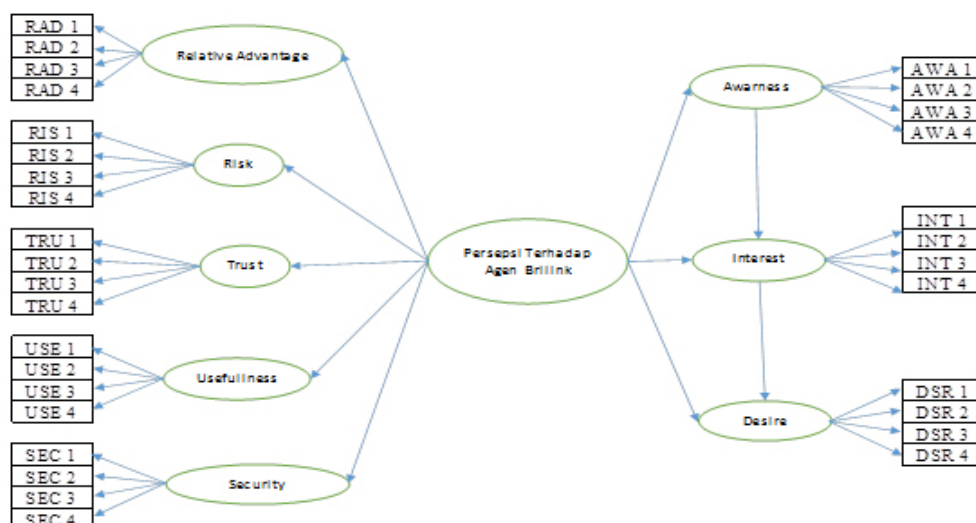 RAD 1
RAD 2
RAD 3
RAD 4
Relative Advantage
RIS 1
RIS 2
RIS 3
RIS 4
Risk
TRU 1
TRU 2
TRU 3
TRU 4
Trust
USE 1
USE 2
USE 3
USE 4
Usefullness
SEC 1
SEC 2
SEC 3
SEC 4
Security
Persepsi Terhadap
Agen Brilink
Awarness
AWA 1
AWA 2
AWA 3
AWA 4
Interest
INT 1
INT 2
INT 3
INT 4
Desire
DSR 1
DSR 2
DSR 3
DSR 4